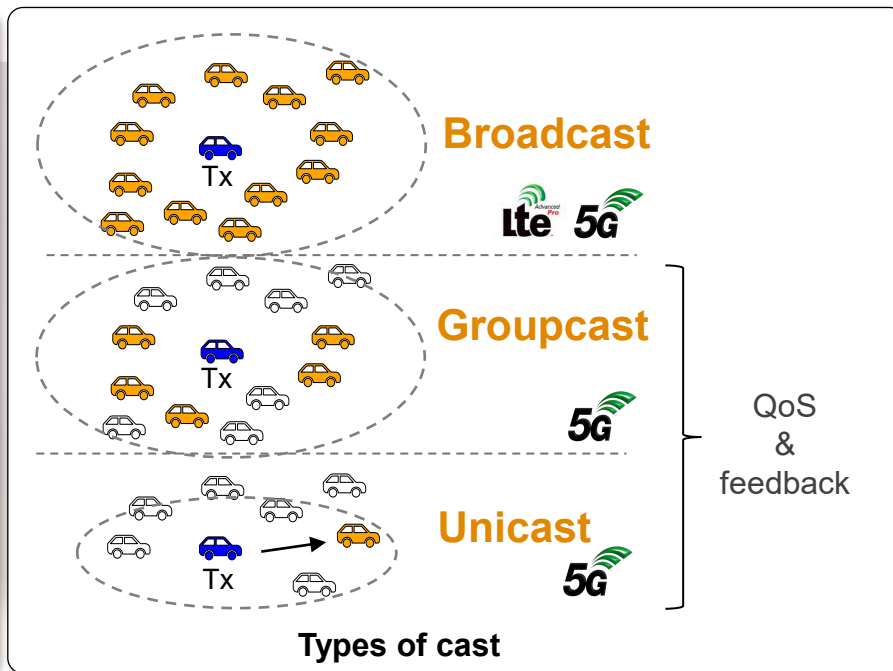 Broadcast
Tx
LTE Advanced Pro 5G
Groupcast
Tx
5G
QoS
&
feedback
Unicast
Tx
5G
Types of cast